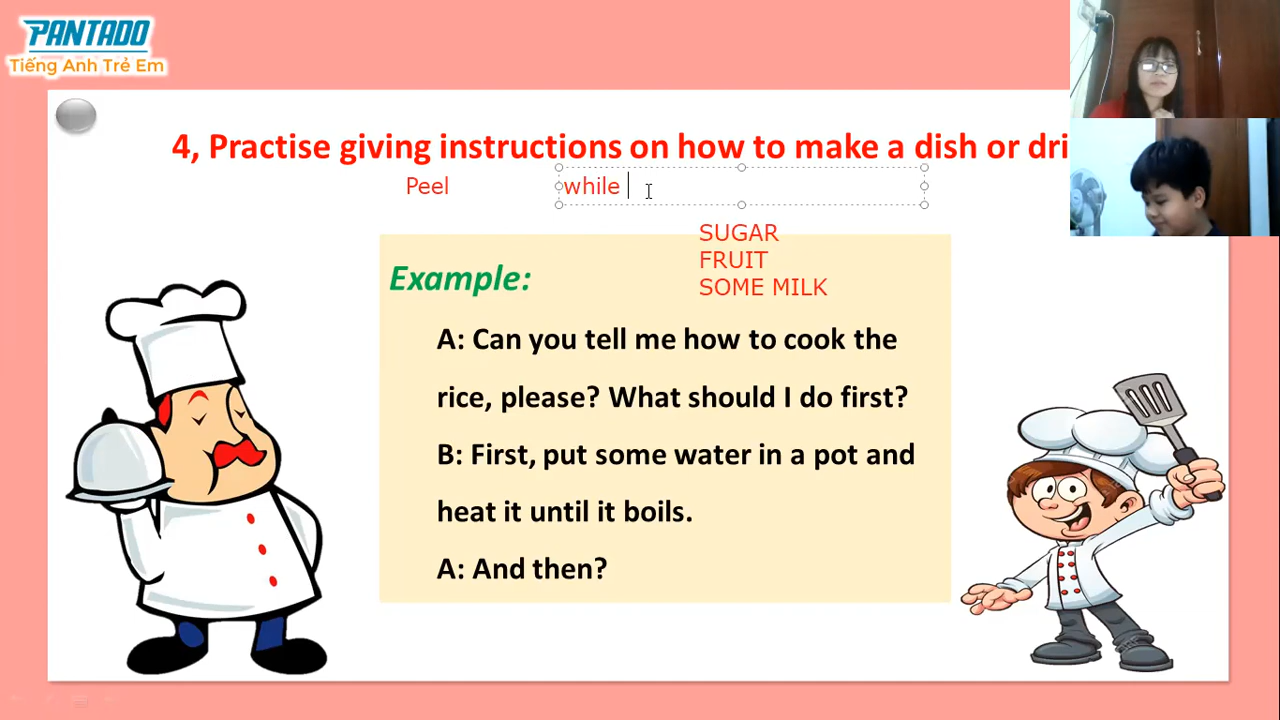 PANTADO
Tiếng Anh Trẻ Em
4, Practise giving instructions on how to make a dish or dri
Peel
while
SUGAR
FRUIT
SOME MILK
Example:
A: Can you tell me how to cook the
rice, please? What should I do first?
B: First, put some water in a pot and
heat it until it boils.
A: And then?